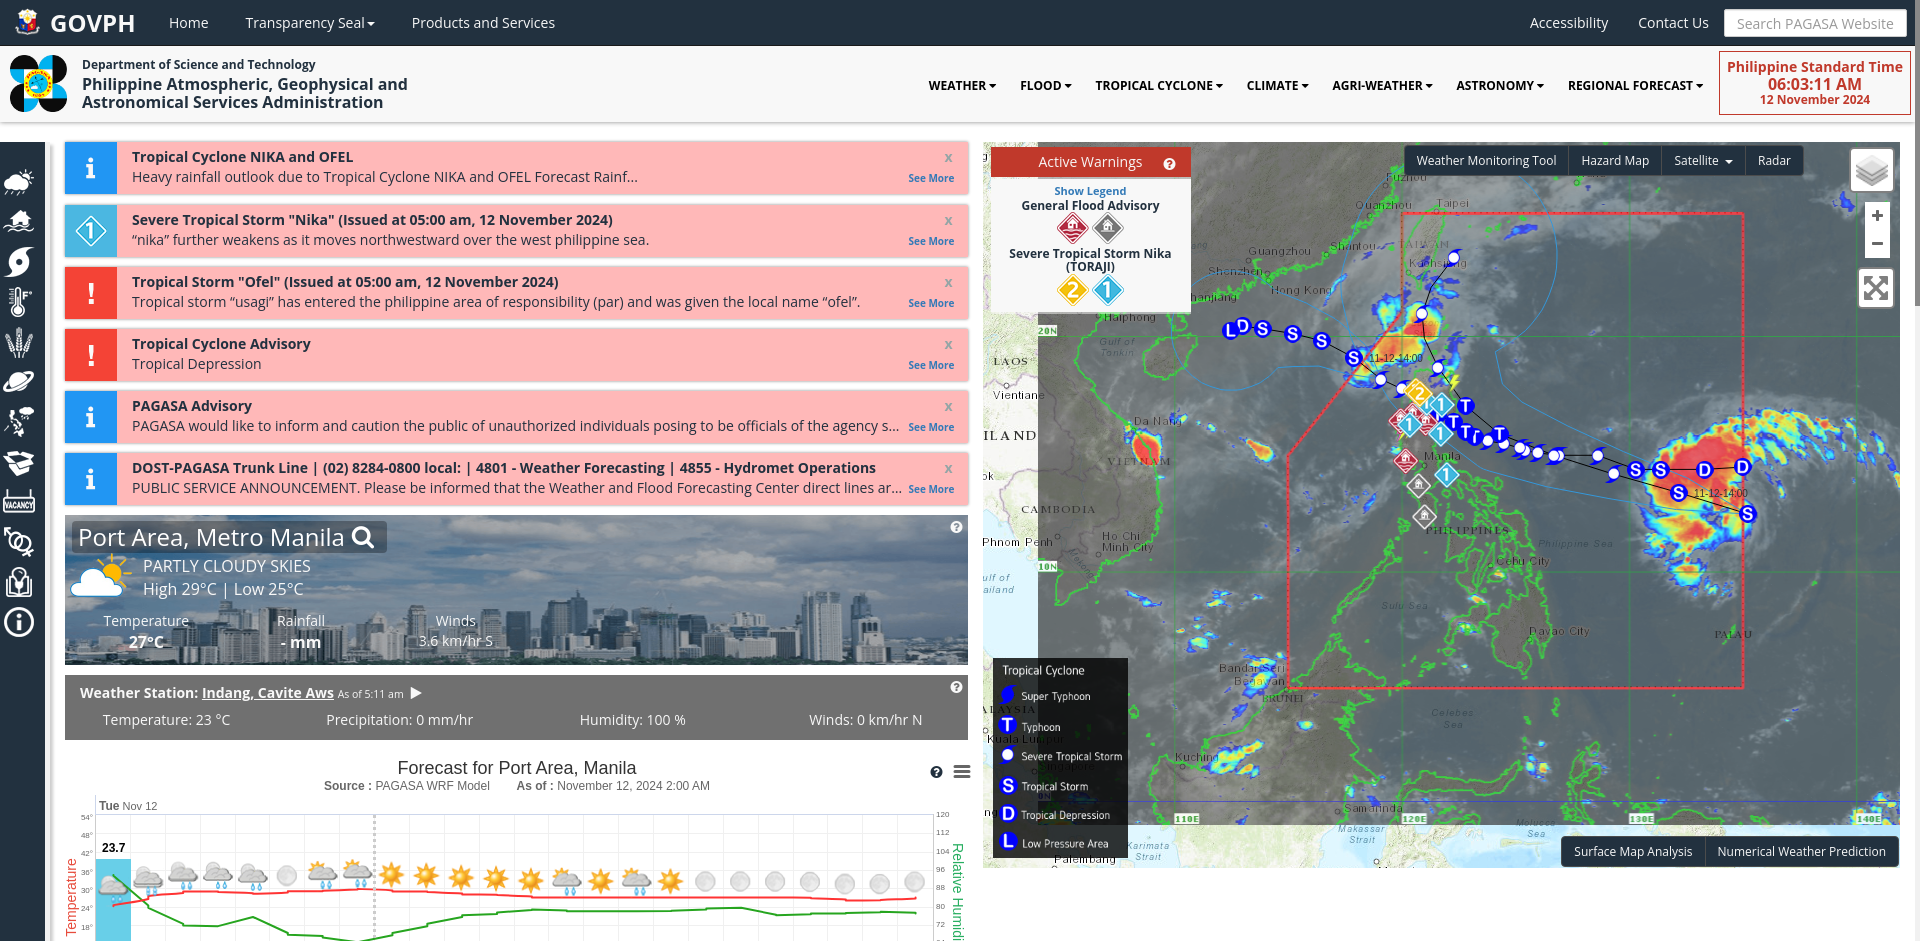 GOVPH
Home
Transparency Seal
Products and Services
Accessibility
Contact Us
Search PAGASA Website
Department of Science and Technology
Philippine Atmospheric, Geophysical and
Astronomical Services Administration
WEATHER
FLOOD
TROPICAL CYCLONE
CLIMATE
AGRI-WEATHER
ASTRONOMY
REGIONAL FORECAST
Philippine Standard Time
06:03:11 AM
12 November 2024
Tropical Cyclone NIKA and OFEL
x
Heavy rainfall outlook due to Tropical Cyclone NIKA and OFEL Forecast Rainf...
See More
1
Severe Tropical Storm "Nika" (Issued at 05:00 am, 12 November 2024)
x
“nika” further weakens as it moves northwestward over the west philippine sea.
See More
Tropical Storm "Ofel" (Issued at 05:00 am, 12 November 2024)
x
Tropical storm “usagi” has entered the philippine area of responsibility (par) and was given the local name “ofel”.
See More
Tropical Cyclone Advisory
x
Tropical Depression
See More
PAGASA Advisory
x
PAGASA would like to inform and caution the public of unauthorized individuals posing to be officials of the agency s...
See More
DOST-PAGASA Trunk Line | (02) 8284-0800 local: | 4801 - Weather Forecasting | 4855 - Hydromet Operations
x
PUBLIC SERVICE ANNOUNCEMENT. Please be informed that the Weather and Flood Forecasting Center direct lines ar...
See More
VACANCY
Port Area, Metro Manila
PARTLY CLOUDY SKIES
High 29°C | Low 25°C
Temperature
Rainfall
Winds
27°C
- mm
3.6 km/hr S
Weather Station: Indang, Cavite Aws As of 5:11 am
Temperature: 23 °C
Precipitation: 0 mm/hr
Humidity: 100 %
Winds: 0 km/hr N
Forecast for Port Area, Manila
Source : PAGASA WRF Model
As of : November 12, 2024 2:00 AM
Tue Nov 12
54°
48°
42°
36°
30°
24°
18°
23.7
120
112
104
96
88
80
72
Temperature
Relative Humidi
Active Warnings
Show Legend
General Flood Advisory
Severe Tropical Storm Nika
(TORAJI)
2
1
Weather Monitoring Tool
Hazard Map
Satellite
Radar
+
−
Fuzhou
Quanzhou
Taipei
TAIWAN
Guangzhou
Shantou
Kaohsiung
Shenzhen
Hong Kong
Zhanjiang
Haiphong
20N
Gulf of
Tonkin
LAOS
Vientiane
L
D
S
S
S
S
11-12-14:00
2
1
1
1
1
T
T
T
T
T
Da Nang
VIETNAM
Manila
S
S
D
D
S
11-12-14:00
S
CAMBODIA
Phnom Penh
Ho Chi
Minh City
PHILIPPINES
Philippine Sea
Cebu City
10N
Sulu Sea
Davao City
PALAU
Bandar Seri
Begawan
BRUNEI
Celebes
Sea
Kuala Lumpur
Kuching
Samarinda
110E
120E
130E
140E
Makassar
Strait
Molucca
Sea
Karimata
Strait
Palembang
Tropical Cyclone
Super Typhoon
T Typhoon
Severe Tropical Storm
S Tropical Storm
D Tropical Depression
L Low Pressure Area
Surface Map Analysis
Numerical Weather Prediction